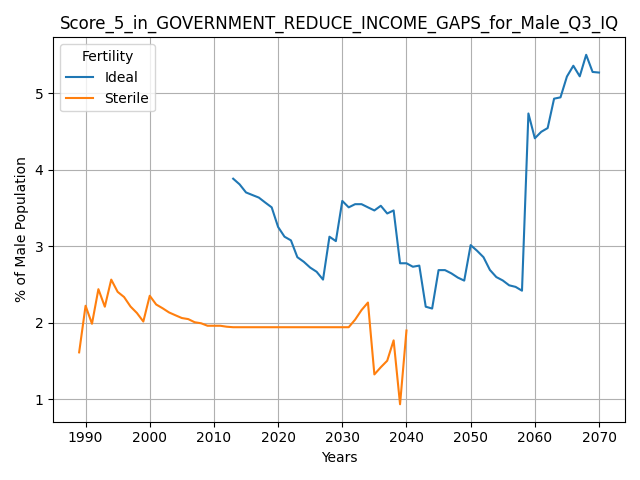 Score_5_in_GOVERNMENT_REDUCE_INCOME_GAPS_for_Male_Q3_IQ
Fertility
Ideal
Sterile
% of Male Population
5
4
3
2
1
1990 2000 2010 2020 2030 2040 2050 2060 2070
Years